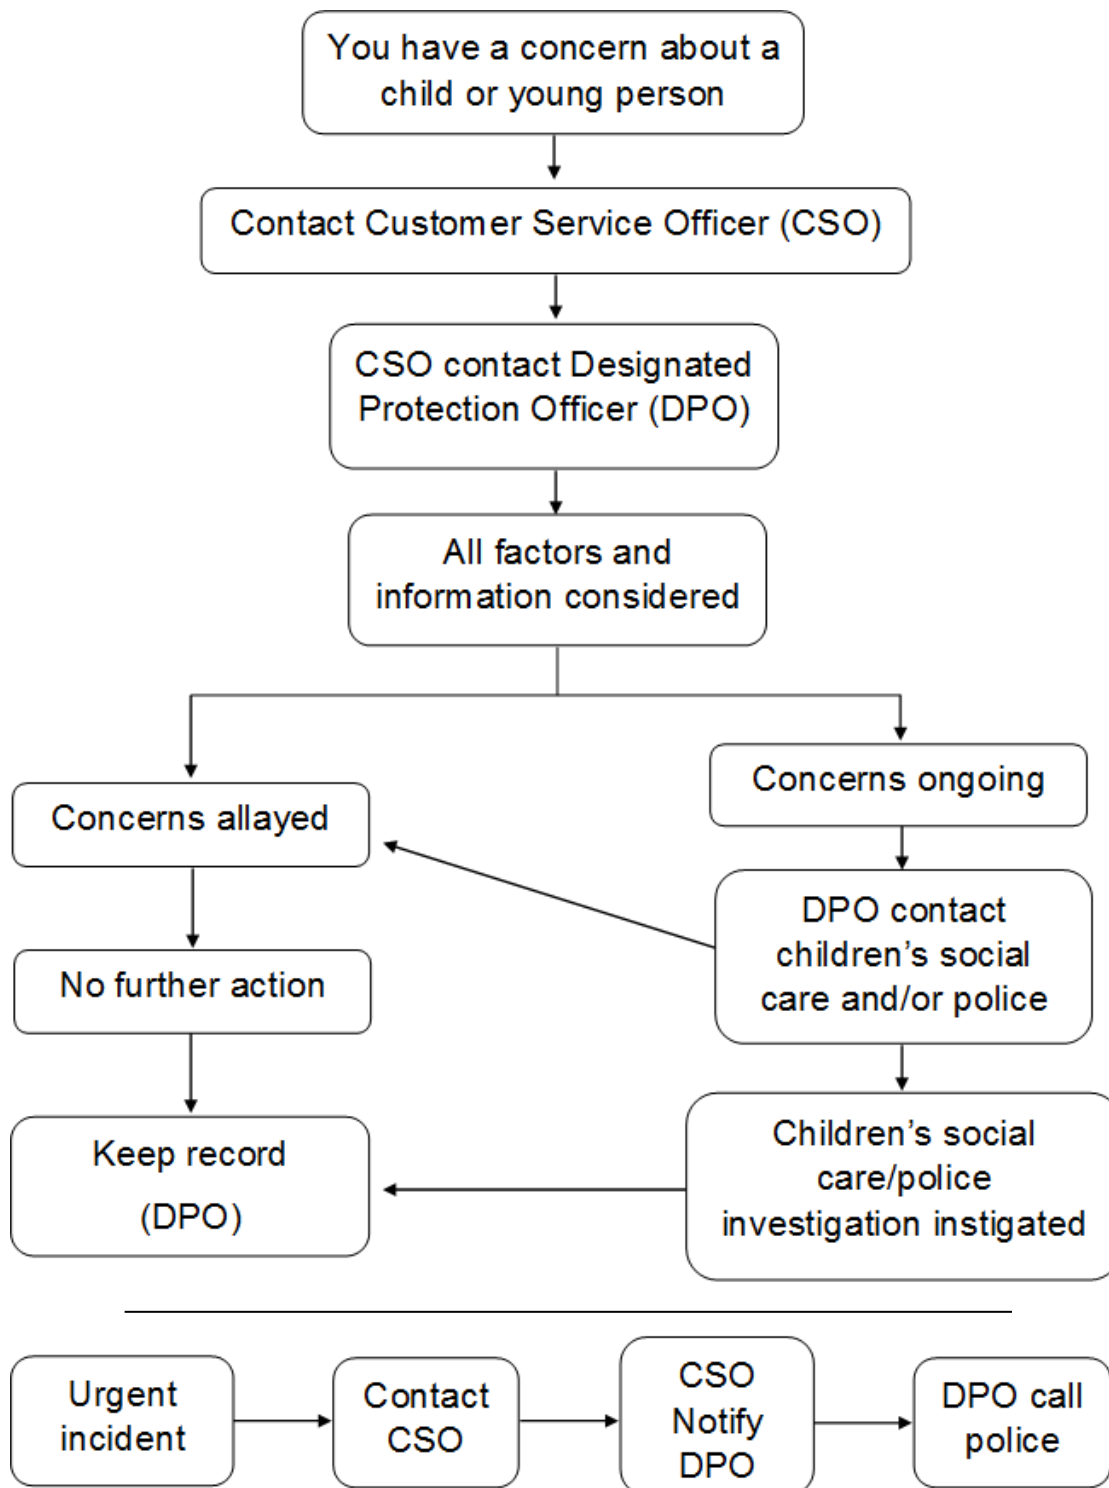 You have a concern about a
child or young person
Contact Customer Service Officer (CSO)
CSO contact Designated
Protection Officer (DPO)
All factors and
information considered
Concerns allayed
Concerns ongoing
No further action
DPO contact
children’s social
care and/or police
Keep record
(DPO)
Children’s social
care/police
investigation instigated
Urgent
incident
Contact
CSO
CSO
Notify
DPO
DPO call
police